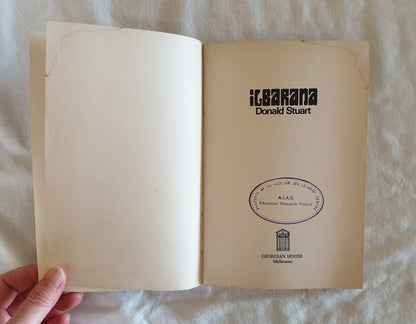 ILBARANA
Donald Stuart
A.I.A.S.
Education Research Project
GEORGIAN HOUSE
Melbourne